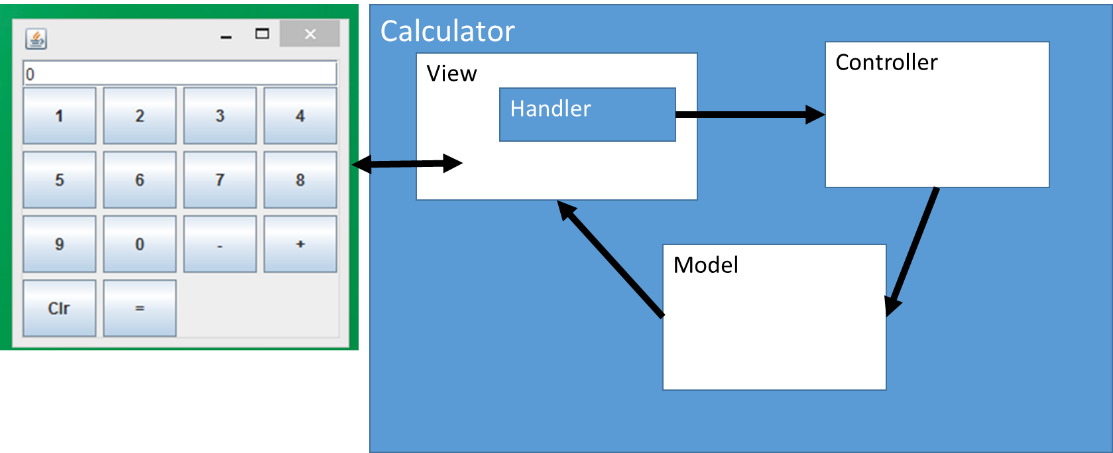 0
1 2 3 4
5 6 7 8
9 0 - +
Clr =
Calculator
View
Handler
Controller
Model